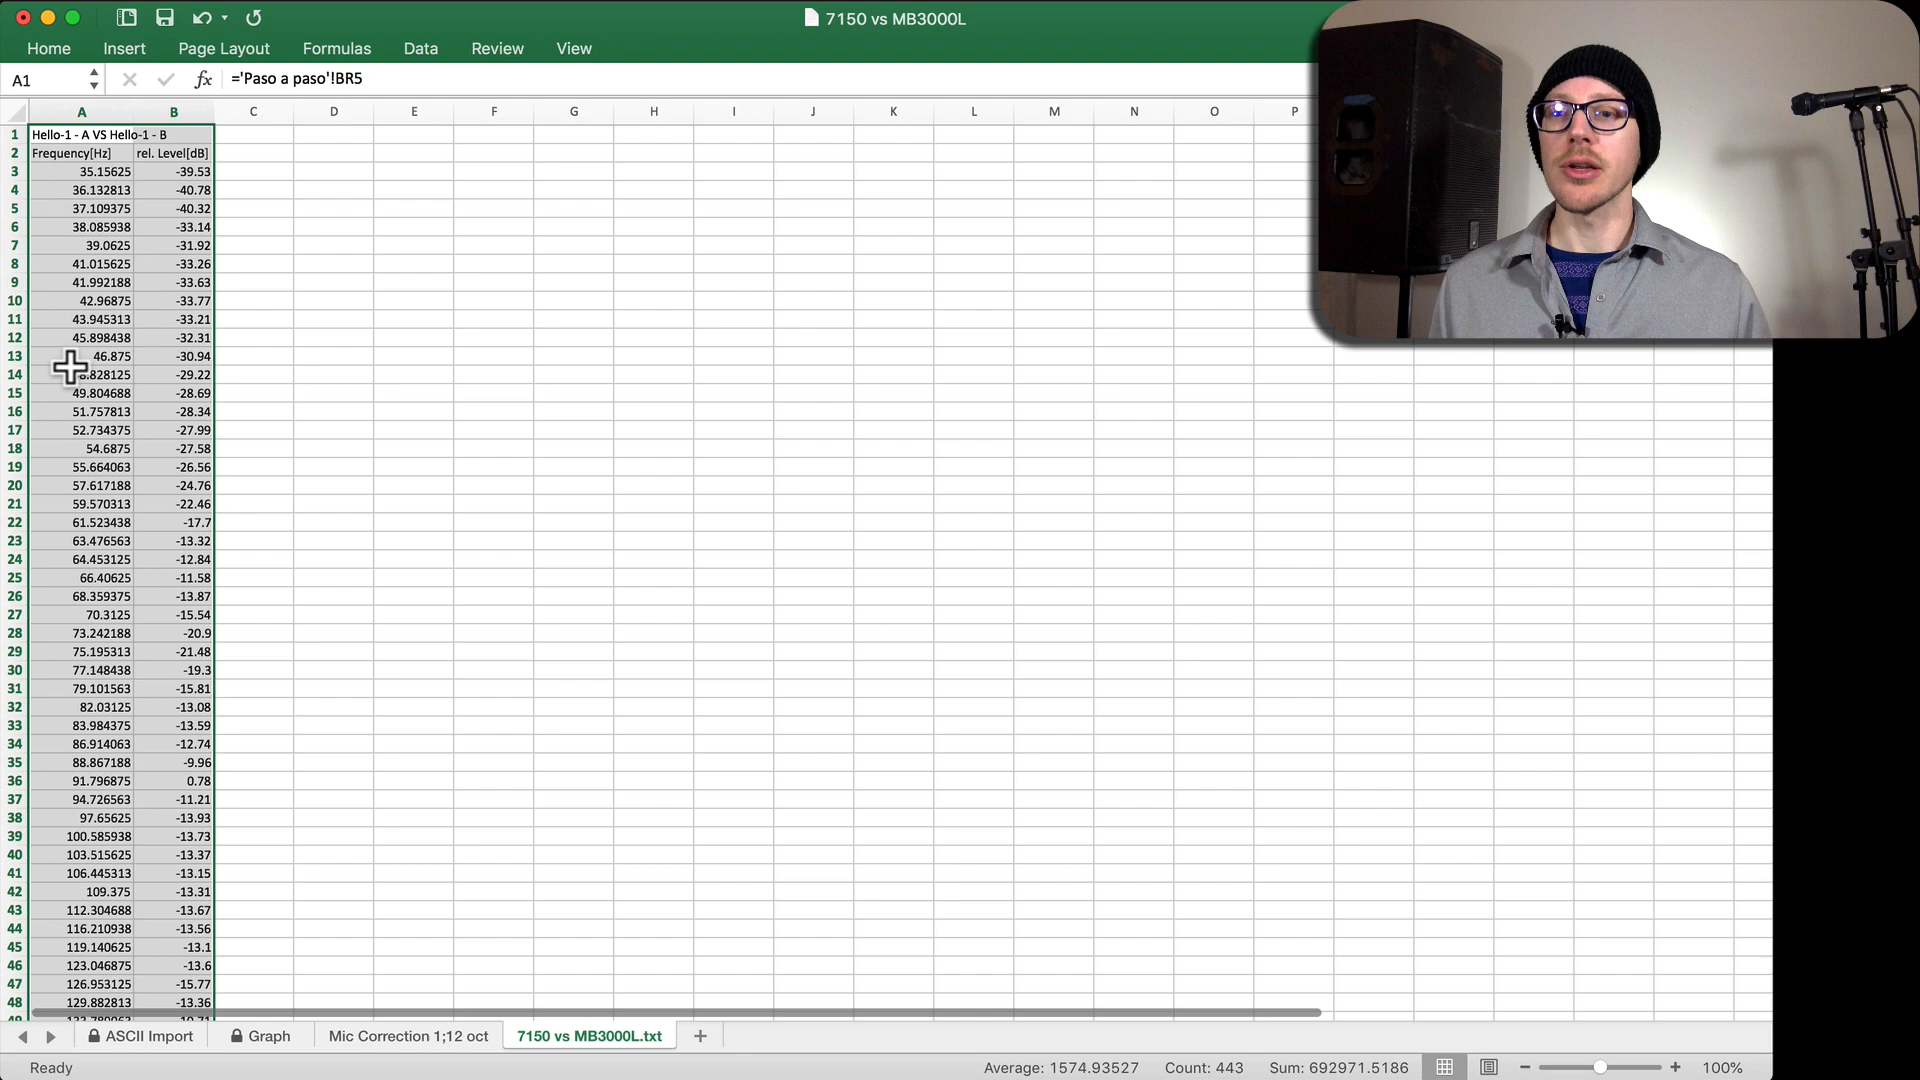 7150 vs MB3000L
Home Insert Page Layout Formulas Data Review View
A1 fx ='Paso a paso'!BR5
A B C D E F G H I J K L M N O P
1 Hello-1 - A VS Hello-1 - B
2 Frequency[Hz] rel. Level[dB]
3 35.15625 -39.53
4 36.132813 -40.78
5 37.109375 -40.32
6 38.085938 -33.14
7 39.0625 -31.92
8 41.015625 -33.26
9 41.992188 -33.63
10 42.96875 -33.77
11 43.945313 -33.21
12 45.898438 -32.31
13 46.875 -30.94
14 .828125 -29.22
15 49.804688 -28.69
16 51.757813 -28.34
17 52.734375 -27.99
18 54.6875 -27.58
19 55.664063 -26.56
20 57.617188 -24.76
21 59.570313 -22.46
22 61.523438 -17.7
23 63.476563 -13.32
24 64.453125 -12.84
25 66.40625 -11.58
26 68.359375 -13.87
27 70.3125 -15.54
28 73.242188 -20.9
29 75.195313 -21.48
30 77.148438 -19.3
31 79.101563 -15.81
32 82.03125 -13.08
33 83.984375 -13.59
34 86.914063 -12.74
35 88.867188 -9.96
36 91.796875 0.78
37 94.726563 -11.21
38 97.65625 -13.93
39 100.585938 -13.73
40 103.515625 -13.37
41 106.445313 -13.15
42 109.375 -13.31
43 112.304688 -13.67
44 116.210938 -13.56
45 119.140625 -13.1
46 123.046875 -13.6
47 126.953125 -15.77
48 129.882813 -13.36
ASCII Import Graph Mic Correction 1;12 oct 7150 vs MB3000L.txt +
Ready Average: 1574.93527 Count: 443 Sum: 692971.5186 100%